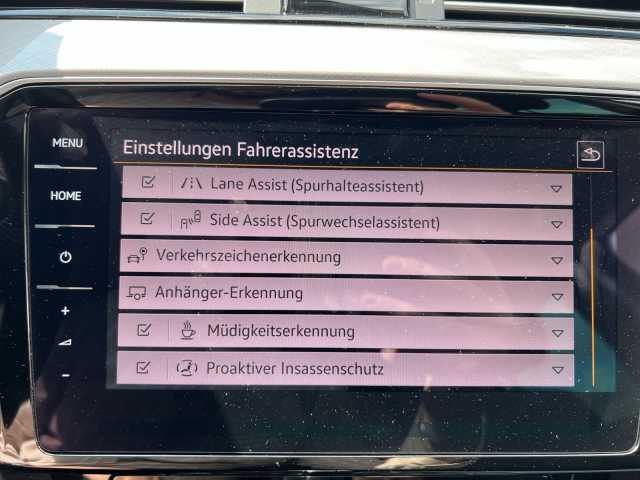 MENU
HOME
Einstellungen Fahrerassistenz
Lane Assist (Spurhalteassistent)
Side Assist (Spurwechselassistent)
Verkehrszeichenerkennung
Anhänger-Erkennung
Müdigkeitserkennung
Proaktiver Insassenschutz